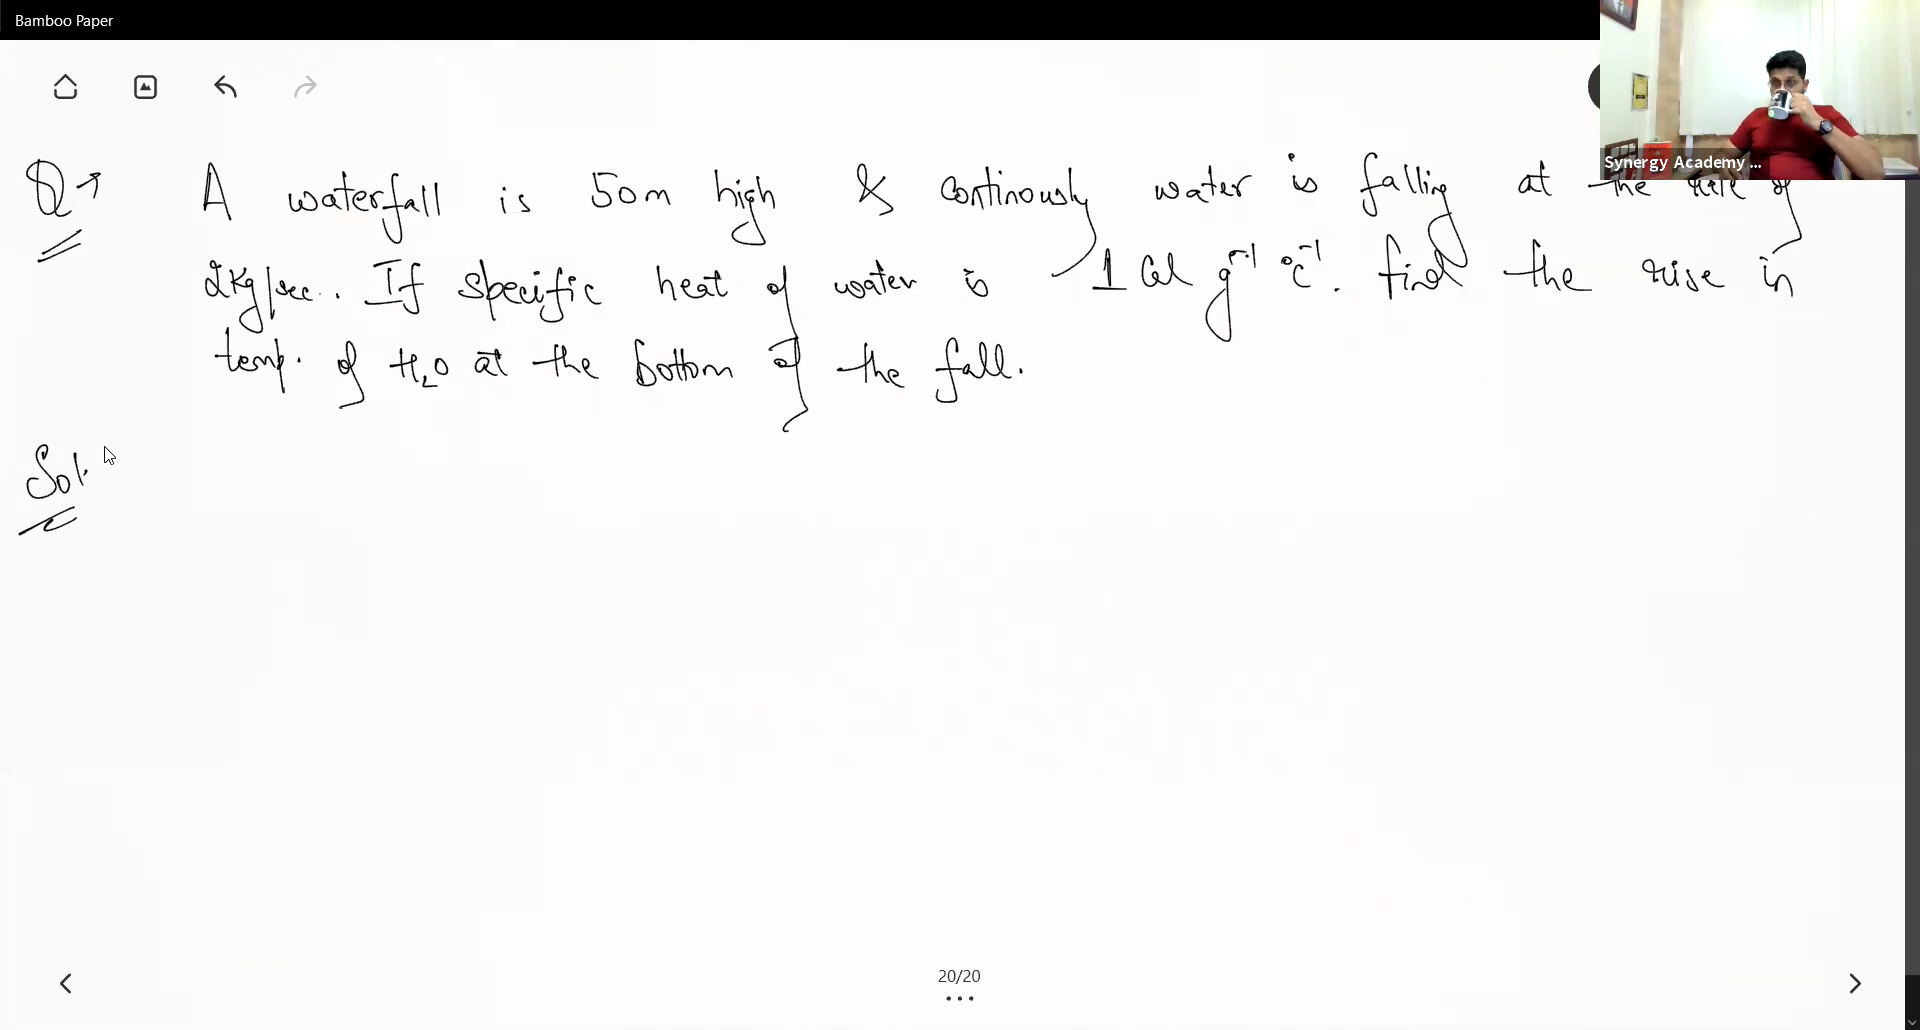 Bamboo Paper
Synergy Academy ...
Q→ A waterfall is 50m high & continously water is falling at the rate of
2Kg/sec.. If specific heat of water is 1 Cal g⁻¹ °C⁻¹. find the rise in
temp. of H₂O at the bottom of the fall.
Sol.
20/20